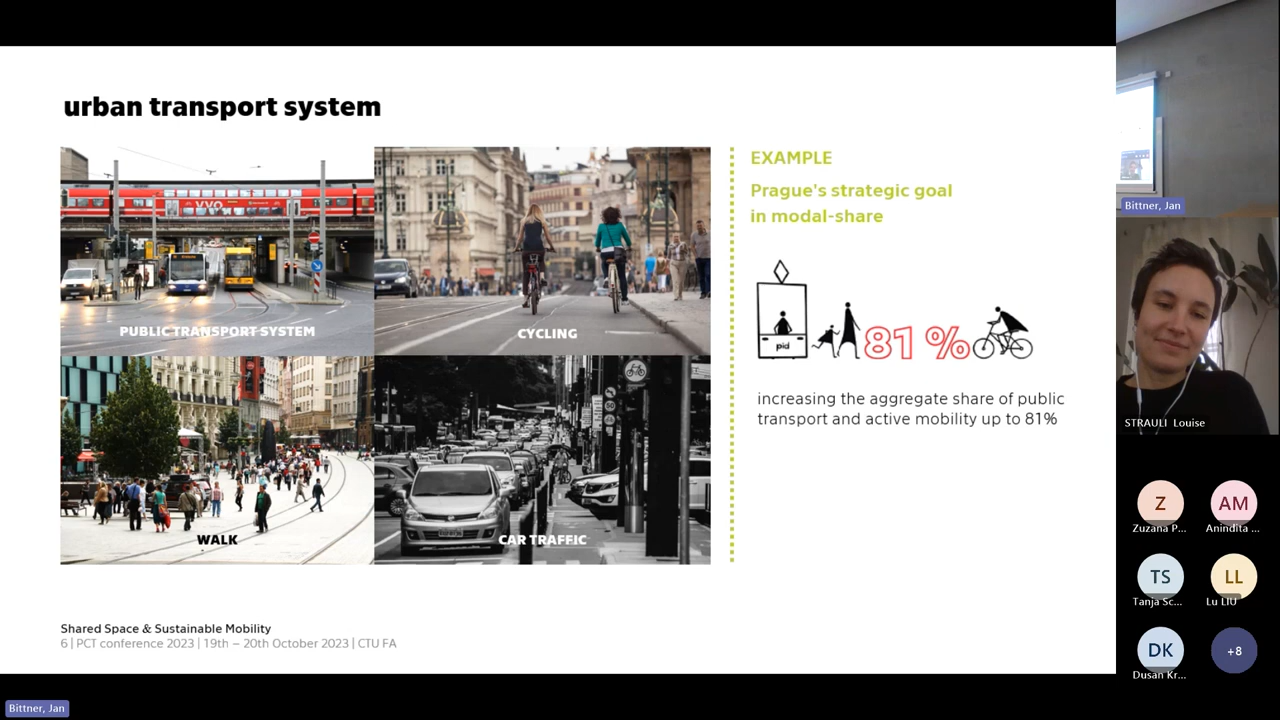 urban transport system
VVO
PUBLIC TRANSPORT SYSTEM
CYCLING
WALK
CAR TRAFFIC
EXAMPLE
Prague's strategic goal
in modal-share
pid
81 %
increasing the aggregate share of public
transport and active mobility up to 81%
Shared Space & Sustainable Mobility
6 | PCT conference 2023 | 19th – 20th October 2023 | CTU FA
Bittner, Jan
Bittner, Jan
STRAULI Louise
Z
AM
Zuzana P...
Anindita ...
TS
LL
Tanja Sc...
Lu LIU
DK
+8
Dusan Kr...